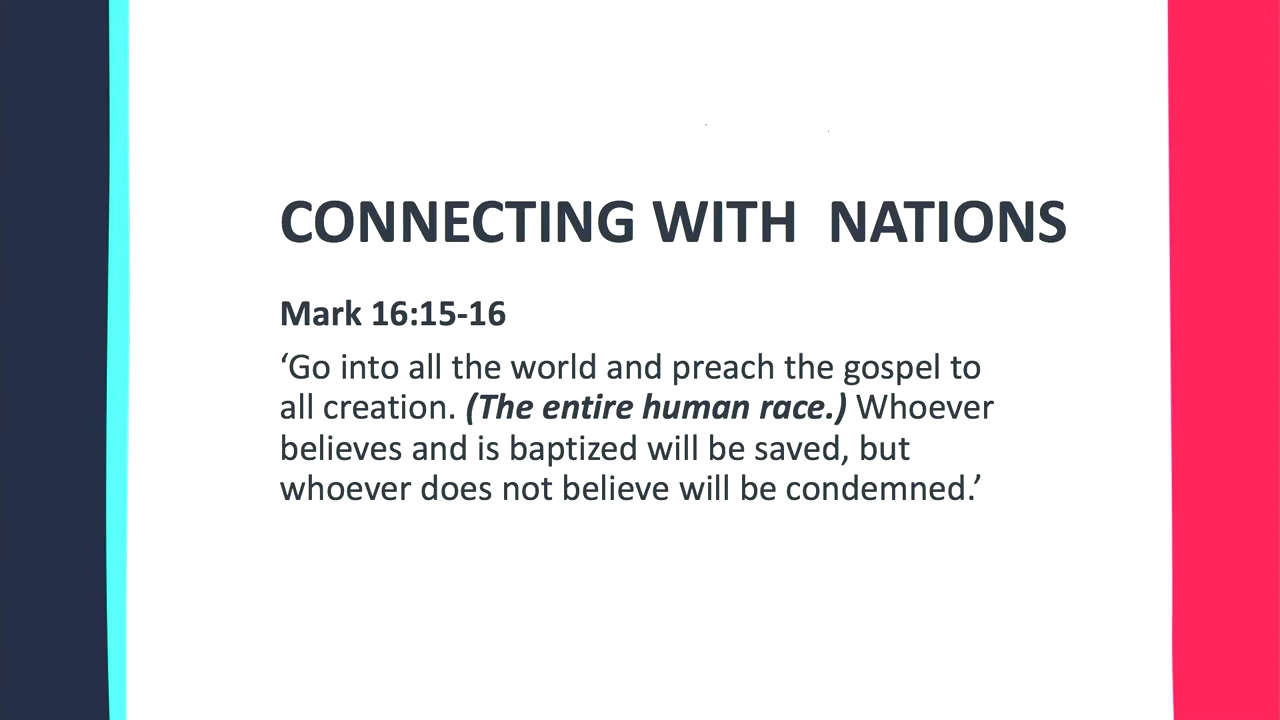 CONNECTING WITH  NATIONS
Mark 16:15-16
‘Go into all the world and preach the gospel to
all creation. (The entire human race.) Whoever
believes and is baptized will be saved, but
whoever does not believe will be condemned.’